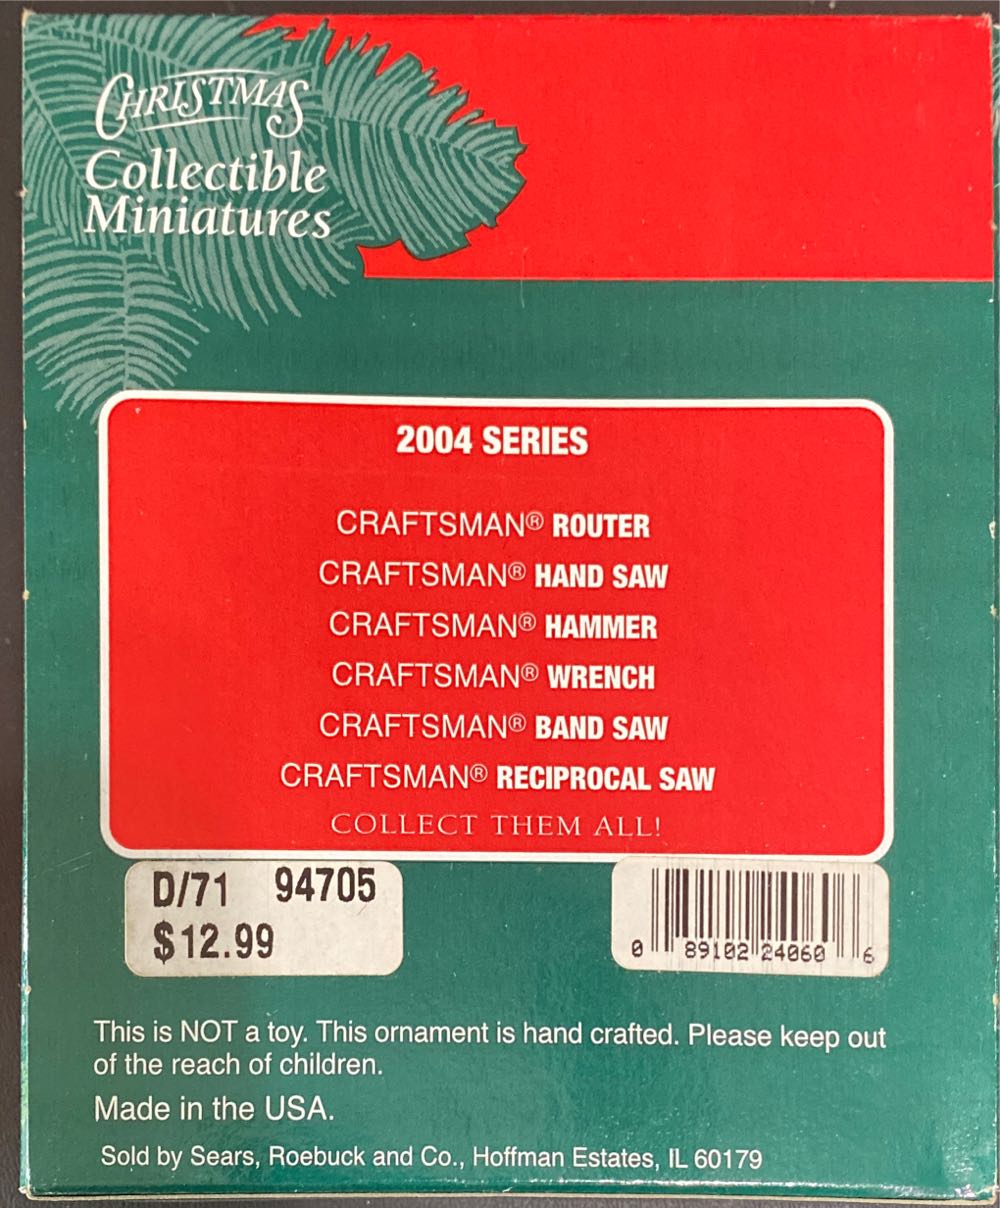 CHRISTMAS
Collectible
Miniatures
2004 SERIES
CRAFTSMAN® ROUTER
CRAFTSMAN® HAND SAW
CRAFTSMAN® HAMMER
CRAFTSMAN® WRENCH
CRAFTSMAN® BAND SAW
CRAFTSMAN® RECIPROCAL SAW
COLLECT THEM ALL!
D/71 94705
$12.99
0 89102 24060 6
This is NOT a toy. This ornament is hand crafted. Please keep out
of the reach of children.
Made in the USA.
Sold by Sears, Roebuck and Co., Hoffman Estates, IL 60179